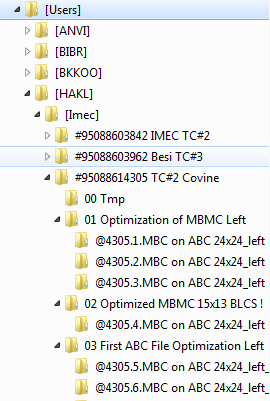 [Users]
[ANVI]
[BIBR]
[BKKOO]
[HAKL]
[Imec]
#95088603842 IMEC TC#2
#95088603962 Besi TC#3
#95088614305 TC#2 Covine
00 Tmp
01 Optimization of MBMC Left
@4305.1.MBC on ABC 24x24_left
@4305.2.MBC on ABC 24x24_left
@4305.3.MBC on ABC 24x24_left
02 Optimized MBMC 15x13 BLCS !
@4305.4.MBC on ABC 24x24_left
03 First ABC File Optimization Left
@4305.5.MBC on ABC 24x24_left_
@4305.6.MBC on ABC 24x24_left_